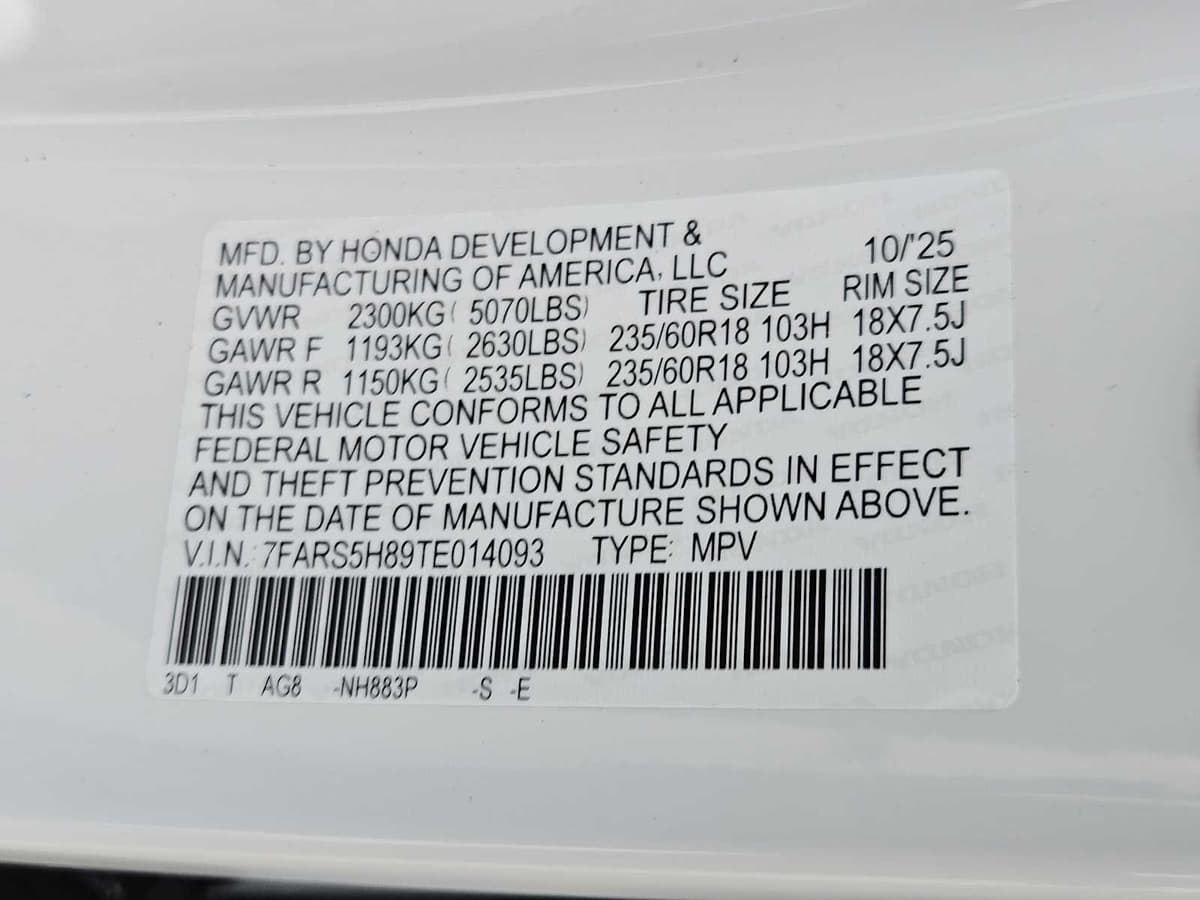 MFD. BY HONDA DEVELOPMENT & 10/'25
MANUFACTURING OF AMERICA, LLC
GVWR 2300KG( 5070LBS) TIRE SIZE RIM SIZE
GAWR F 1193KG( 2630LBS) 235/60R18 103H 18X7.5J
GAWR R 1150KG( 2535LBS) 235/60R18 103H 18X7.5J
THIS VEHICLE CONFORMS TO ALL APPLICABLE
FEDERAL MOTOR VEHICLE SAFETY
AND THEFT PREVENTION STANDARDS IN EFFECT
ON THE DATE OF MANUFACTURE SHOWN ABOVE.
V.I.N.: 7FARS5H89TE014093 TYPE: MPV
3D1 T AG8 -NH883P -S -E